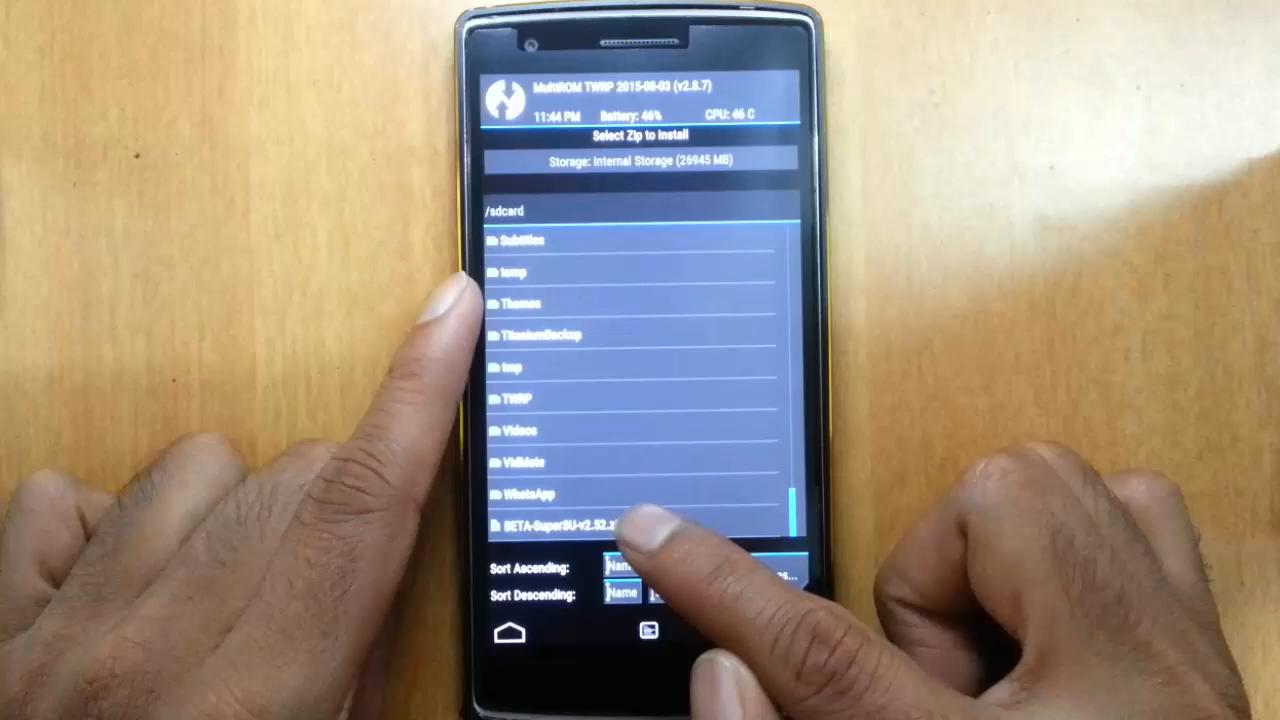 MultiROM TWRP 2015-08-03 (v2.8.7)
11:44 PM Battery: 46% CPU: 46 C
Select Zip to Install
Storage: Internal Storage (26945 MB)
/sdcard
Subtitles
temp
Themes
TitaniumBackup
tmp
TWRP
Videos
VidMate
WhatsApp
BETA-SuperSU-v2.52.z
Sort Ascending:
Sort Descending: Name